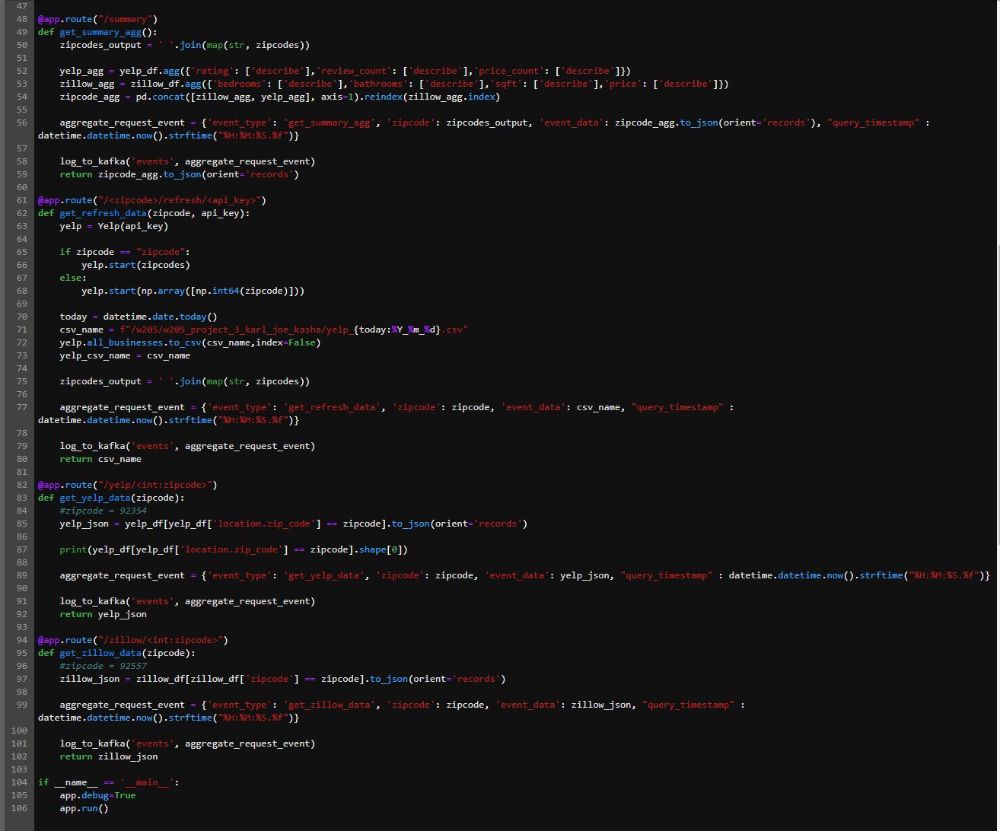 47
48 @app.route("/summary")
49 def get_summary_agg():
50     zipcodes_output = ' '.join(map(str, zipcodes))
51
52     yelp_agg = yelp_df.agg({'rating': ['describe'],'review_count': ['describe'],'price_count': ['describe']})
53     zillow_agg = zillow_df.agg({'bedrooms': ['describe'],'bathrooms': ['describe'],'sqft': ['describe'],'price': ['describe']})
54     zipcode_agg = pd.concat([zillow_agg, yelp_agg], axis=1).reindex(zillow_agg.index)
55
56     aggregate_request_event = {'event_type': 'get_summary_agg', 'zipcode': zipcodes_output, 'event_data': zipcode_agg.to_json(orient='records'), "query_timestamp" :
datetime.datetime.now().strftime("%H:%M:%S.%f")}
57
58     log_to_kafka('events', aggregate_request_event)
59     return zipcode_agg.to_json(orient='records')
60
61 @app.route("/<zipcode>/refresh/<api_key>")
62 def get_refresh_data(zipcode, api_key):
63     yelp = Yelp(api_key)
64
65     if zipcode == "zipcode":
66         yelp.start(zipcodes)
67     else:
68         yelp.start(np.array([np.int64(zipcode)]))
69
70     today = datetime.date.today()
71     csv_name = f"/w205/w205_project_3_karl_joe_kasha/yelp_{today:%Y_%m_%d}.csv"
72     yelp.all_businesses.to_csv(csv_name,index=False)
73     yelp_csv_name = csv_name
74
75     zipcodes_output = ' '.join(map(str, zipcodes))
76
77     aggregate_request_event = {'event_type': 'get_refresh_data', 'zipcode': zipcode, 'event_data': csv_name, "query_timestamp" :
datetime.datetime.now().strftime("%H:%M:%S.%f")}
78
79     log_to_kafka('events', aggregate_request_event)
80     return csv_name
81
82 @app.route("/yelp/<int:zipcode>")
83 def get_yelp_data(zipcode):
84     #zipcode = 92354
85     yelp_json = yelp_df[yelp_df['location.zip_code'] == zipcode].to_json(orient='records')
86
87     print(yelp_df[yelp_df['location.zip_code'] == zipcode].shape[0])
88
89     aggregate_request_event = {'event_type': 'get_yelp_data', 'zipcode': zipcode, 'event_data': yelp_json, "query_timestamp" : datetime.datetime.now().strftime("%H:%M:%S.%f")}
90
91     log_to_kafka('events', aggregate_request_event)
92     return yelp_json
93
94 @app.route("/zillow/<int:zipcode>")
95 def get_zillow_data(zipcode):
96     #zipcode = 92557
97     zillow_json = zillow_df[zillow_df['zipcode'] == zipcode].to_json(orient='records')
98
99     aggregate_request_event = {'event_type': 'get_zillow_data', 'zipcode': zipcode, 'event_data': zillow_json, "query_timestamp" :
datetime.datetime.now().strftime("%H:%M:%S.%f")}
100
101     log_to_kafka('events', aggregate_request_event)
102     return zillow_json
103
104 if __name__ == '__main__':
105     app.debug=True
106     app.run()